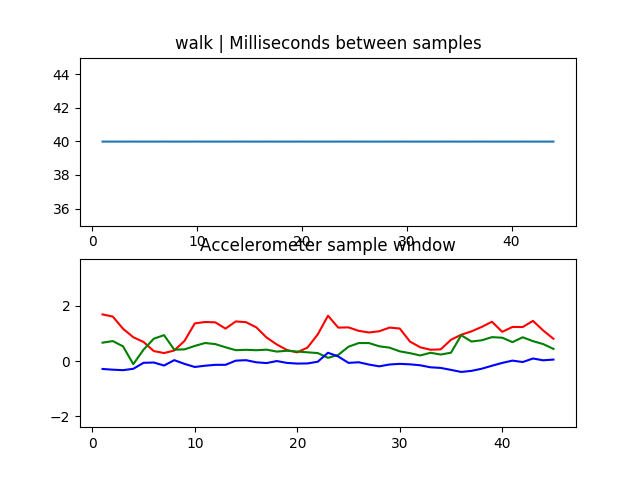 walk | Milliseconds between samples
44
42
40
38
36
0 10 20 30 40
Accelerometer sample window
2
0
−2
0 10 20 30 40